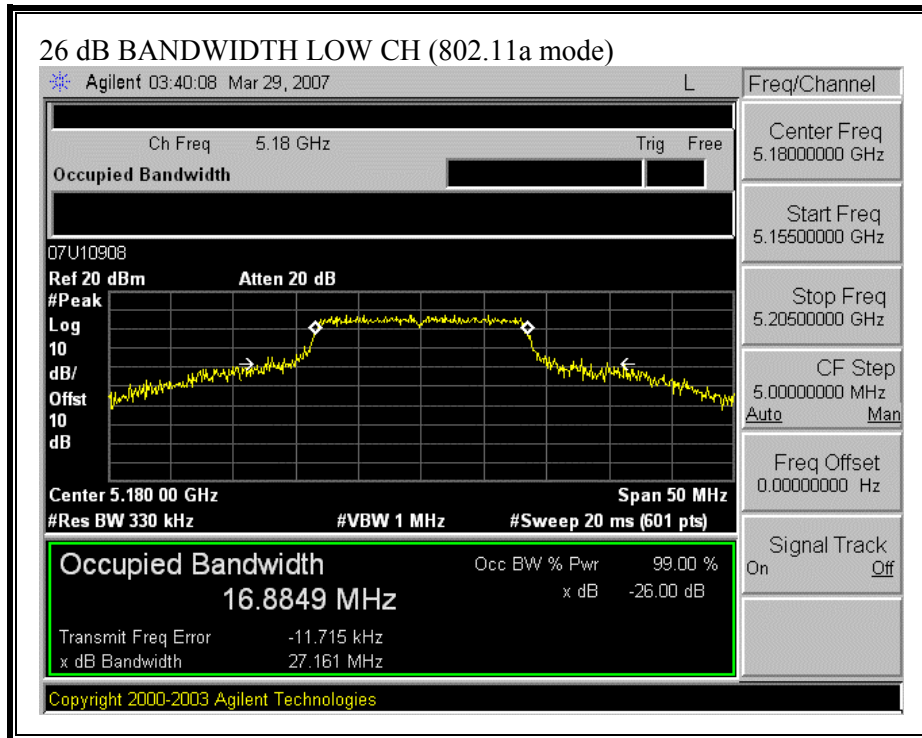 26 dB BANDWIDTH LOW CH (802.11a mode)
Agilent 03:40:08 Mar 29, 2007 L
Freq/Channel
Ch Freq 5.18 GHz Trig Free
Occupied Bandwidth
Center Freq
5.18000000 GHz
Start Freq
5.15500000 GHz
Stop Freq
5.20500000 GHz
CF Step
5.00000000 MHz
Auto Man
Freq Offset
0.00000000 Hz
Signal Track
On Off
07U10908
Ref 20 dBm Atten 20 dB
#Peak
Log
10
dB/
Offst
10
dB
Center 5.180 00 GHz Span 50 MHz
#Res BW 330 kHz #VBW 1 MHz #Sweep 20 ms (601 pts)
Occupied Bandwidth Occ BW % Pwr 99.00 %
16.8849 MHz x dB -26.00 dB
Transmit Freq Error -11.715 kHz
x dB Bandwidth 27.161 MHz
Copyright 2000-2003 Agilent Technologies